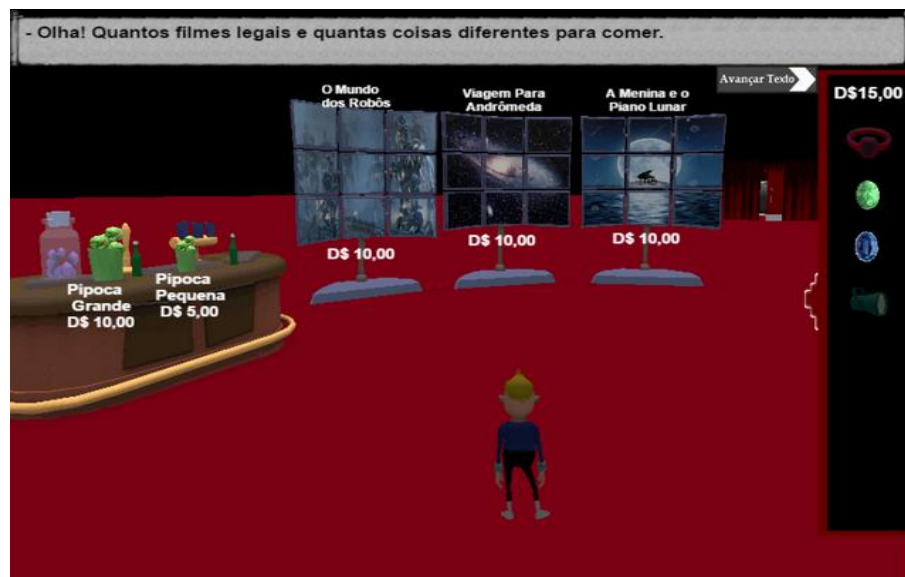 - Olha! Quantos filmes legais e quantas coisas diferentes para comer.
Avançar Texto
D$15,00
O Mundo
dos Robôs
Viagem Para
Andrômeda
A Menina e o
Piano Lunar
D$ 10,00
D$ 10,00
D$ 10,00
Pipoca
Grande
D$ 10,00
Pipoca
Pequena
D$ 5,00